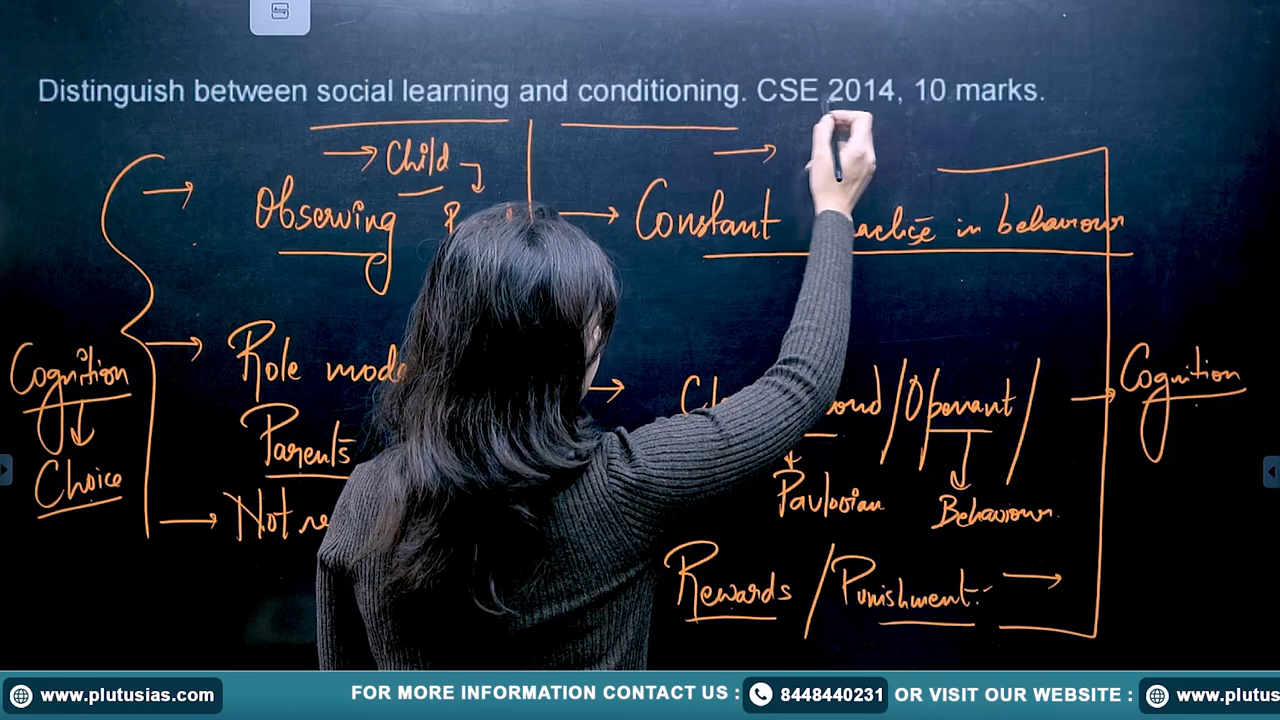 Distinguish between social learning and conditioning. CSE 2014, 10 marks.
→ Child
→ Observing
→ Constant
in behaviour
→ Role
Parents
Cognition
Choice
→ Not
Operant
Pavlovian
Behaviour
Cognition
Rewards / Punishment
www.plutusias.com
FOR MORE INFORMATION CONTACT US : 8448440231 OR VISIT OUR WEBSITE :